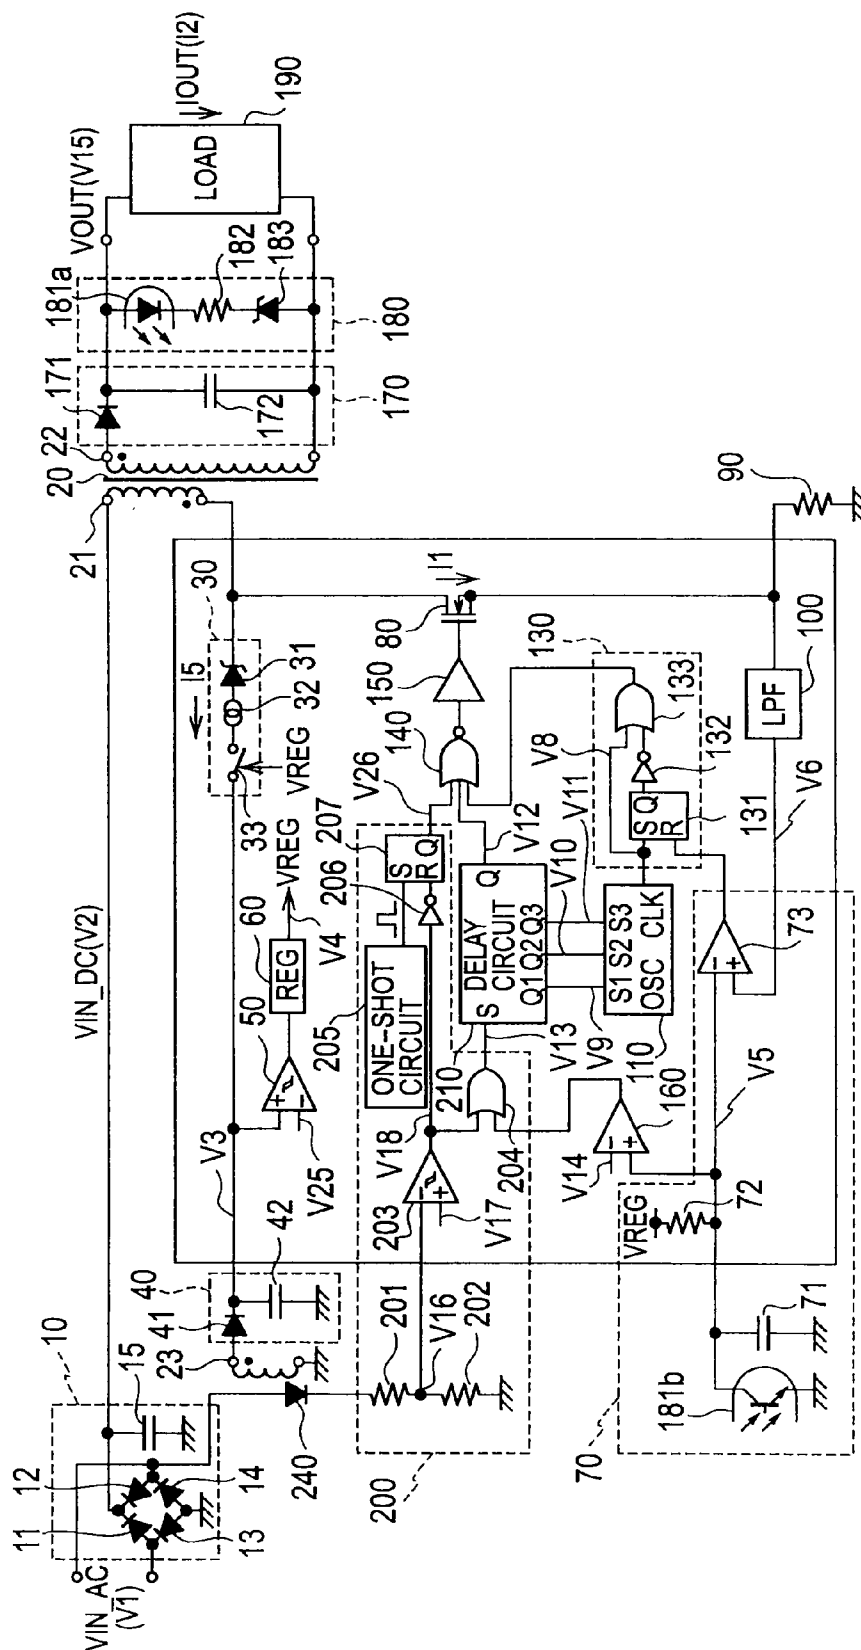 VIN_AC
(V1)
10
11
12
13
14
15
VIN_DC(V2)
21
20
22
171
172
170
181a
182
183
180
VOUT(V15)
IOUT(I2)
LOAD
190
23
40
41
42
V3
30
I5
31
32
33
VREG
50
V25
60
REG
V4
VREG
240
200
201
V16
202
203
V17
V18
205
ONE-SHOT
CIRCUIT
206
207
S
R
Q
V26
140
150
80
I1
204
210
S
DELAY
CIRCUIT
Q
Q1
Q2
Q3
V12
V13
V9
V10
V11
110
S1
S2
S3
OSC
CLK
V8
130
133
132
S
Q
R
131
V14
160
70
181b
71
VREG
72
V5
73
V6
LPF
100
90